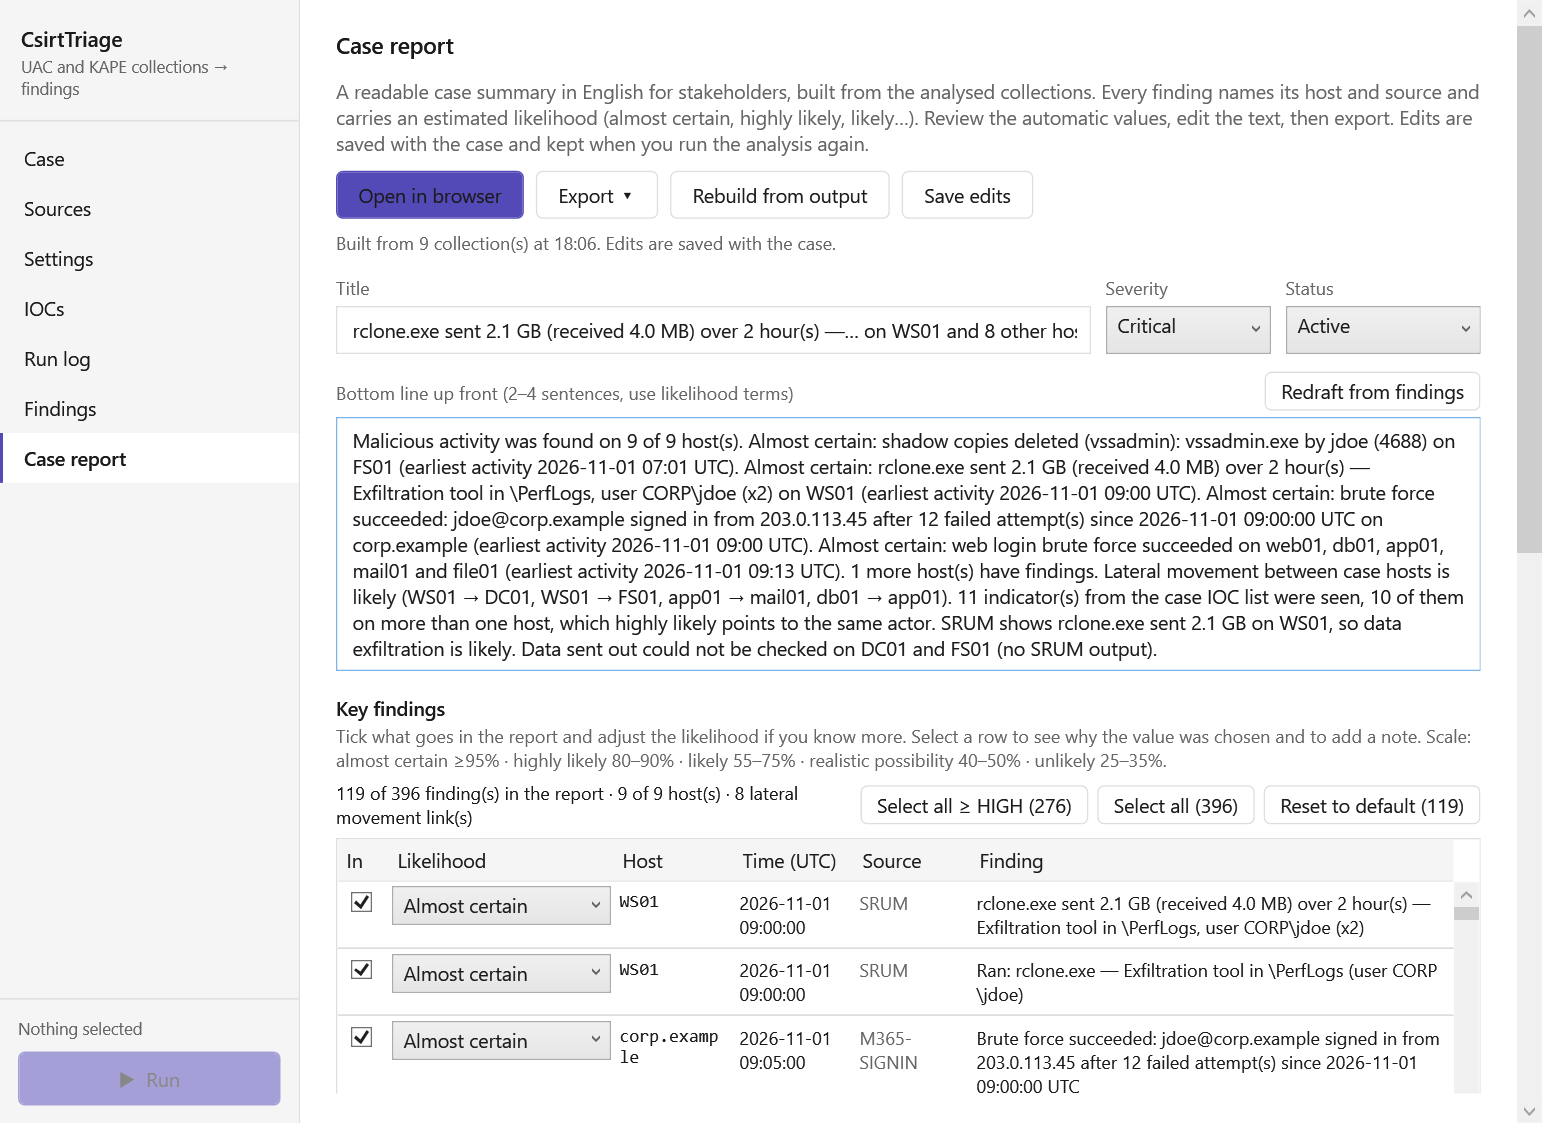 CsirtTriage
UAC and KAPE collections →
findings
Case
Sources
Settings
IOCs
Run log
Findings
Case report
Nothing selected
▶ Run
Case report
A readable case summary in English for stakeholders, built from the analysed collections. Every finding names its host and source and
carries an estimated likelihood (almost certain, highly likely, likely...). Review the automatic values, edit the text, then export. Edits are
saved with the case and kept when you run the analysis again.
Open in browser
Export ▾
Rebuild from output
Save edits
Built from 9 collection(s) at 18:06. Edits are saved with the case.
Title
Severity
Status
rclone.exe sent 2.1 GB (received 4.0 MB) over 2 hour(s) —... on WS01 and 8 other hos
Critical
Active
Bottom line up front (2–4 sentences, use likelihood terms)
Redraft from findings
Malicious activity was found on 9 of 9 host(s). Almost certain: shadow copies deleted (vssadmin): vssadmin.exe by jdoe (4688) on
FS01 (earliest activity 2026-11-01 07:01 UTC). Almost certain: rclone.exe sent 2.1 GB (received 4.0 MB) over 2 hour(s) —
Exfiltration tool in \PerfLogs, user CORP\jdoe (x2) on WS01 (earliest activity 2026-11-01 09:00 UTC). Almost certain: brute force
succeeded: jdoe@corp.example signed in from 203.0.113.45 after 12 failed attempt(s) since 2026-11-01 09:00:00 UTC on
corp.example (earliest activity 2026-11-01 09:00 UTC). Almost certain: web login brute force succeeded on web01, db01, app01,
mail01 and file01 (earliest activity 2026-11-01 09:13 UTC). 1 more host(s) have findings. Lateral movement between case hosts is
likely (WS01 → DC01, WS01 → FS01, app01 → mail01, db01 → app01). 11 indicator(s) from the case IOC list were seen, 10 of them
on more than one host, which highly likely points to the same actor. SRUM shows rclone.exe sent 2.1 GB on WS01, so data
exfiltration is likely. Data sent out could not be checked on DC01 and FS01 (no SRUM output).
Key findings
Tick what goes in the report and adjust the likelihood if you know more. Select a row to see why the value was chosen and to add a note. Scale:
almost certain ≥95% · highly likely 80–90% · likely 55–75% · realistic possibility 40–50% · unlikely 25–35%.
119 of 396 finding(s) in the report · 9 of 9 host(s) · 8 lateral
movement link(s)
Select all ≥ HIGH (276)
Select all (396)
Reset to default (119)
In Likelihood Host Time (UTC) Source Finding
Almost certain WS01 2026-11-01 SRUM rclone.exe sent 2.1 GB (received 4.0 MB) over 2 hour(s) —
09:00:00 Exfiltration tool in \PerfLogs, user CORP\jdoe (x2)
Almost certain WS01 2026-11-01 SRUM Ran: rclone.exe — Exfiltration tool in \PerfLogs (user CORP
09:00:00 \jdoe)
Almost certain corp.examp 2026-11-01 M365- Brute force succeeded: jdoe@corp.example signed in from
le 09:05:00 SIGNIN 203.0.113.45 after 12 failed attempt(s) since 2026-11-01
09:00:00 UTC